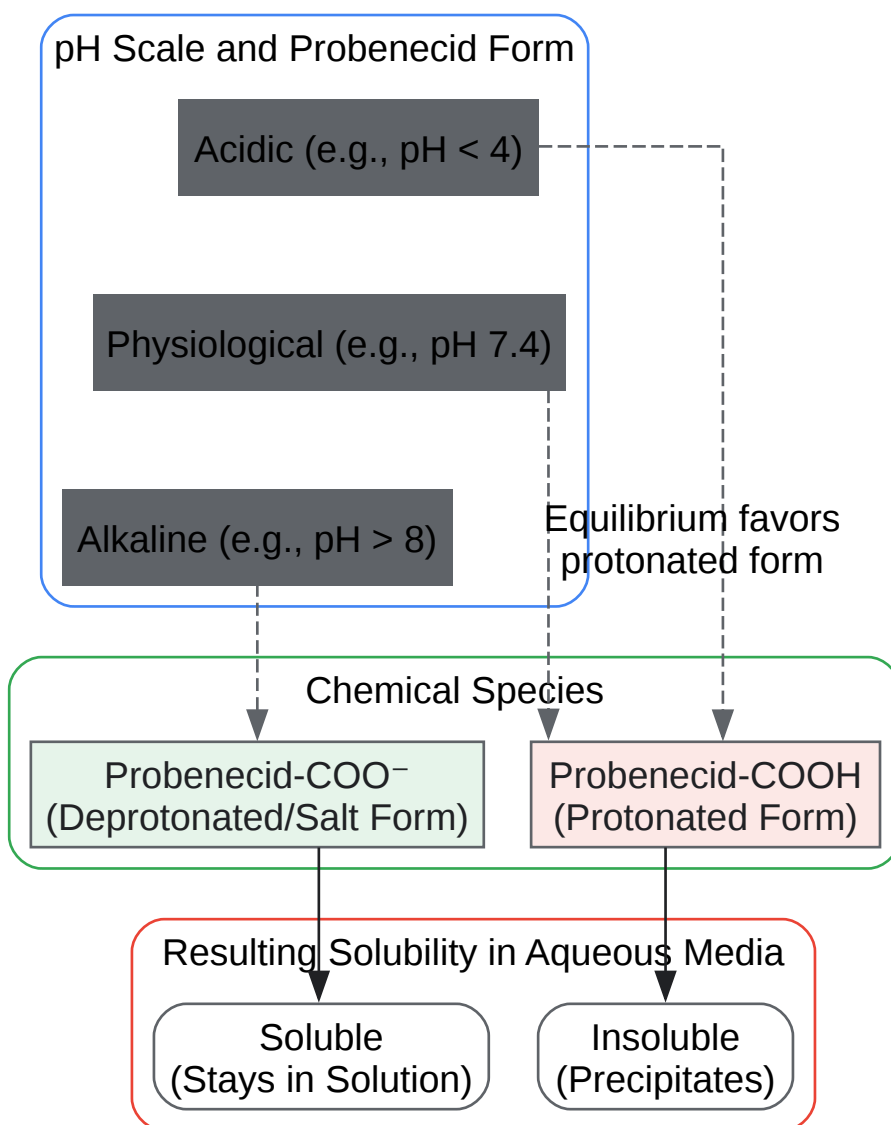 pH Scale and Probenecid Form
Acidic (e.g., pH < 4)
Physiological (e.g., pH 7.4)
Alkaline (e.g., pH > 8)
Equilibrium favors
protonated form
Chemical Species
Probenecid-COO⁻
(Deprotonated/Salt Form)
Probenecid-COOH
(Protonated Form)
Resulting Solubility in Aqueous Media
Soluble
(Stays in Solution)
Insoluble
(Precipitates)